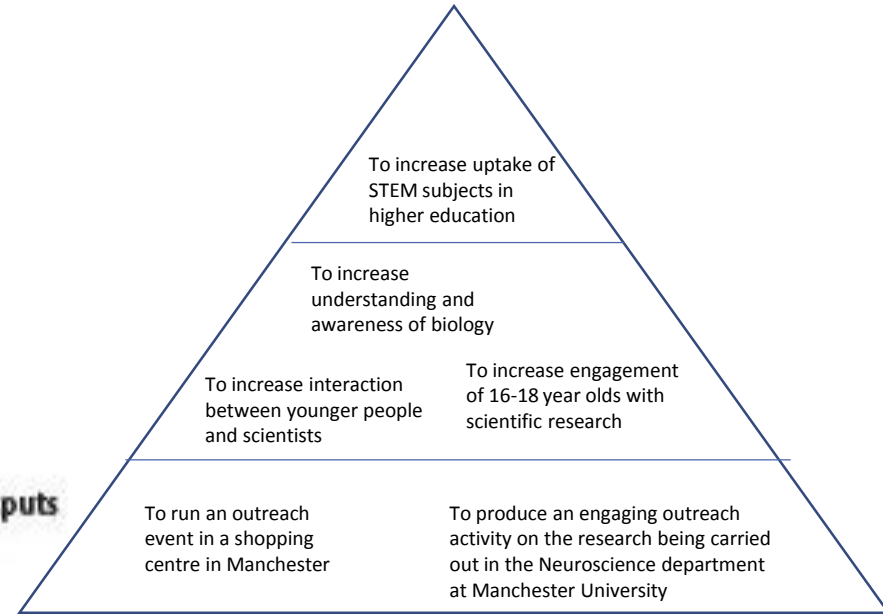 To increase uptake of
STEM subjects in
higher education
To increase
understanding and
awareness of biology
To increase interaction
between younger people
and scientists
To increase engagement
of 16-18 year olds with
scientific research
puts
To run an outreach
event in a shopping
centre in Manchester
To produce an engaging outreach
activity on the research being carried
out in the Neuroscience department
at Manchester University